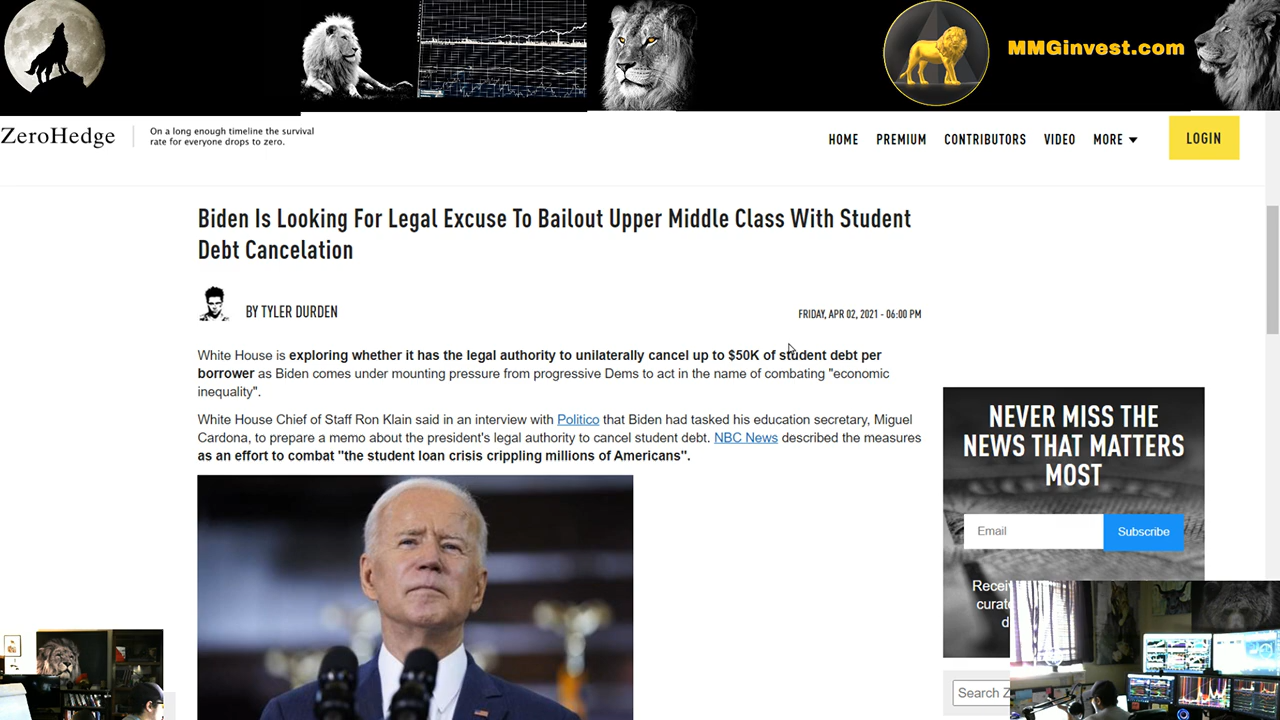 MMGinvest.com
ZeroHedge
On a long enough timeline the survival
rate for everyone drops to zero.
HOME PREMIUM CONTRIBUTORS VIDEO MORE
LOGIN
Biden Is Looking For Legal Excuse To Bailout Upper Middle Class With Student
Debt Cancelation
BY TYLER DURDEN
FRIDAY, APR 02, 2021 - 06:00 PM
White House is exploring whether it has the legal authority to unilaterally cancel up to $50K of student debt per
borrower as Biden comes under mounting pressure from progressive Dems to act in the name of combating "economic
inequality".
White House Chief of Staff Ron Klain said in an interview with Politico that Biden had tasked his education secretary, Miguel
Cardona, to prepare a memo about the president's legal authority to cancel student debt. NBC News described the measures
as an effort to combat "the student loan crisis crippling millions of Americans".
NEVER MISS THE
NEWS THAT MATTERS
MOST
Email
Subscribe
Search